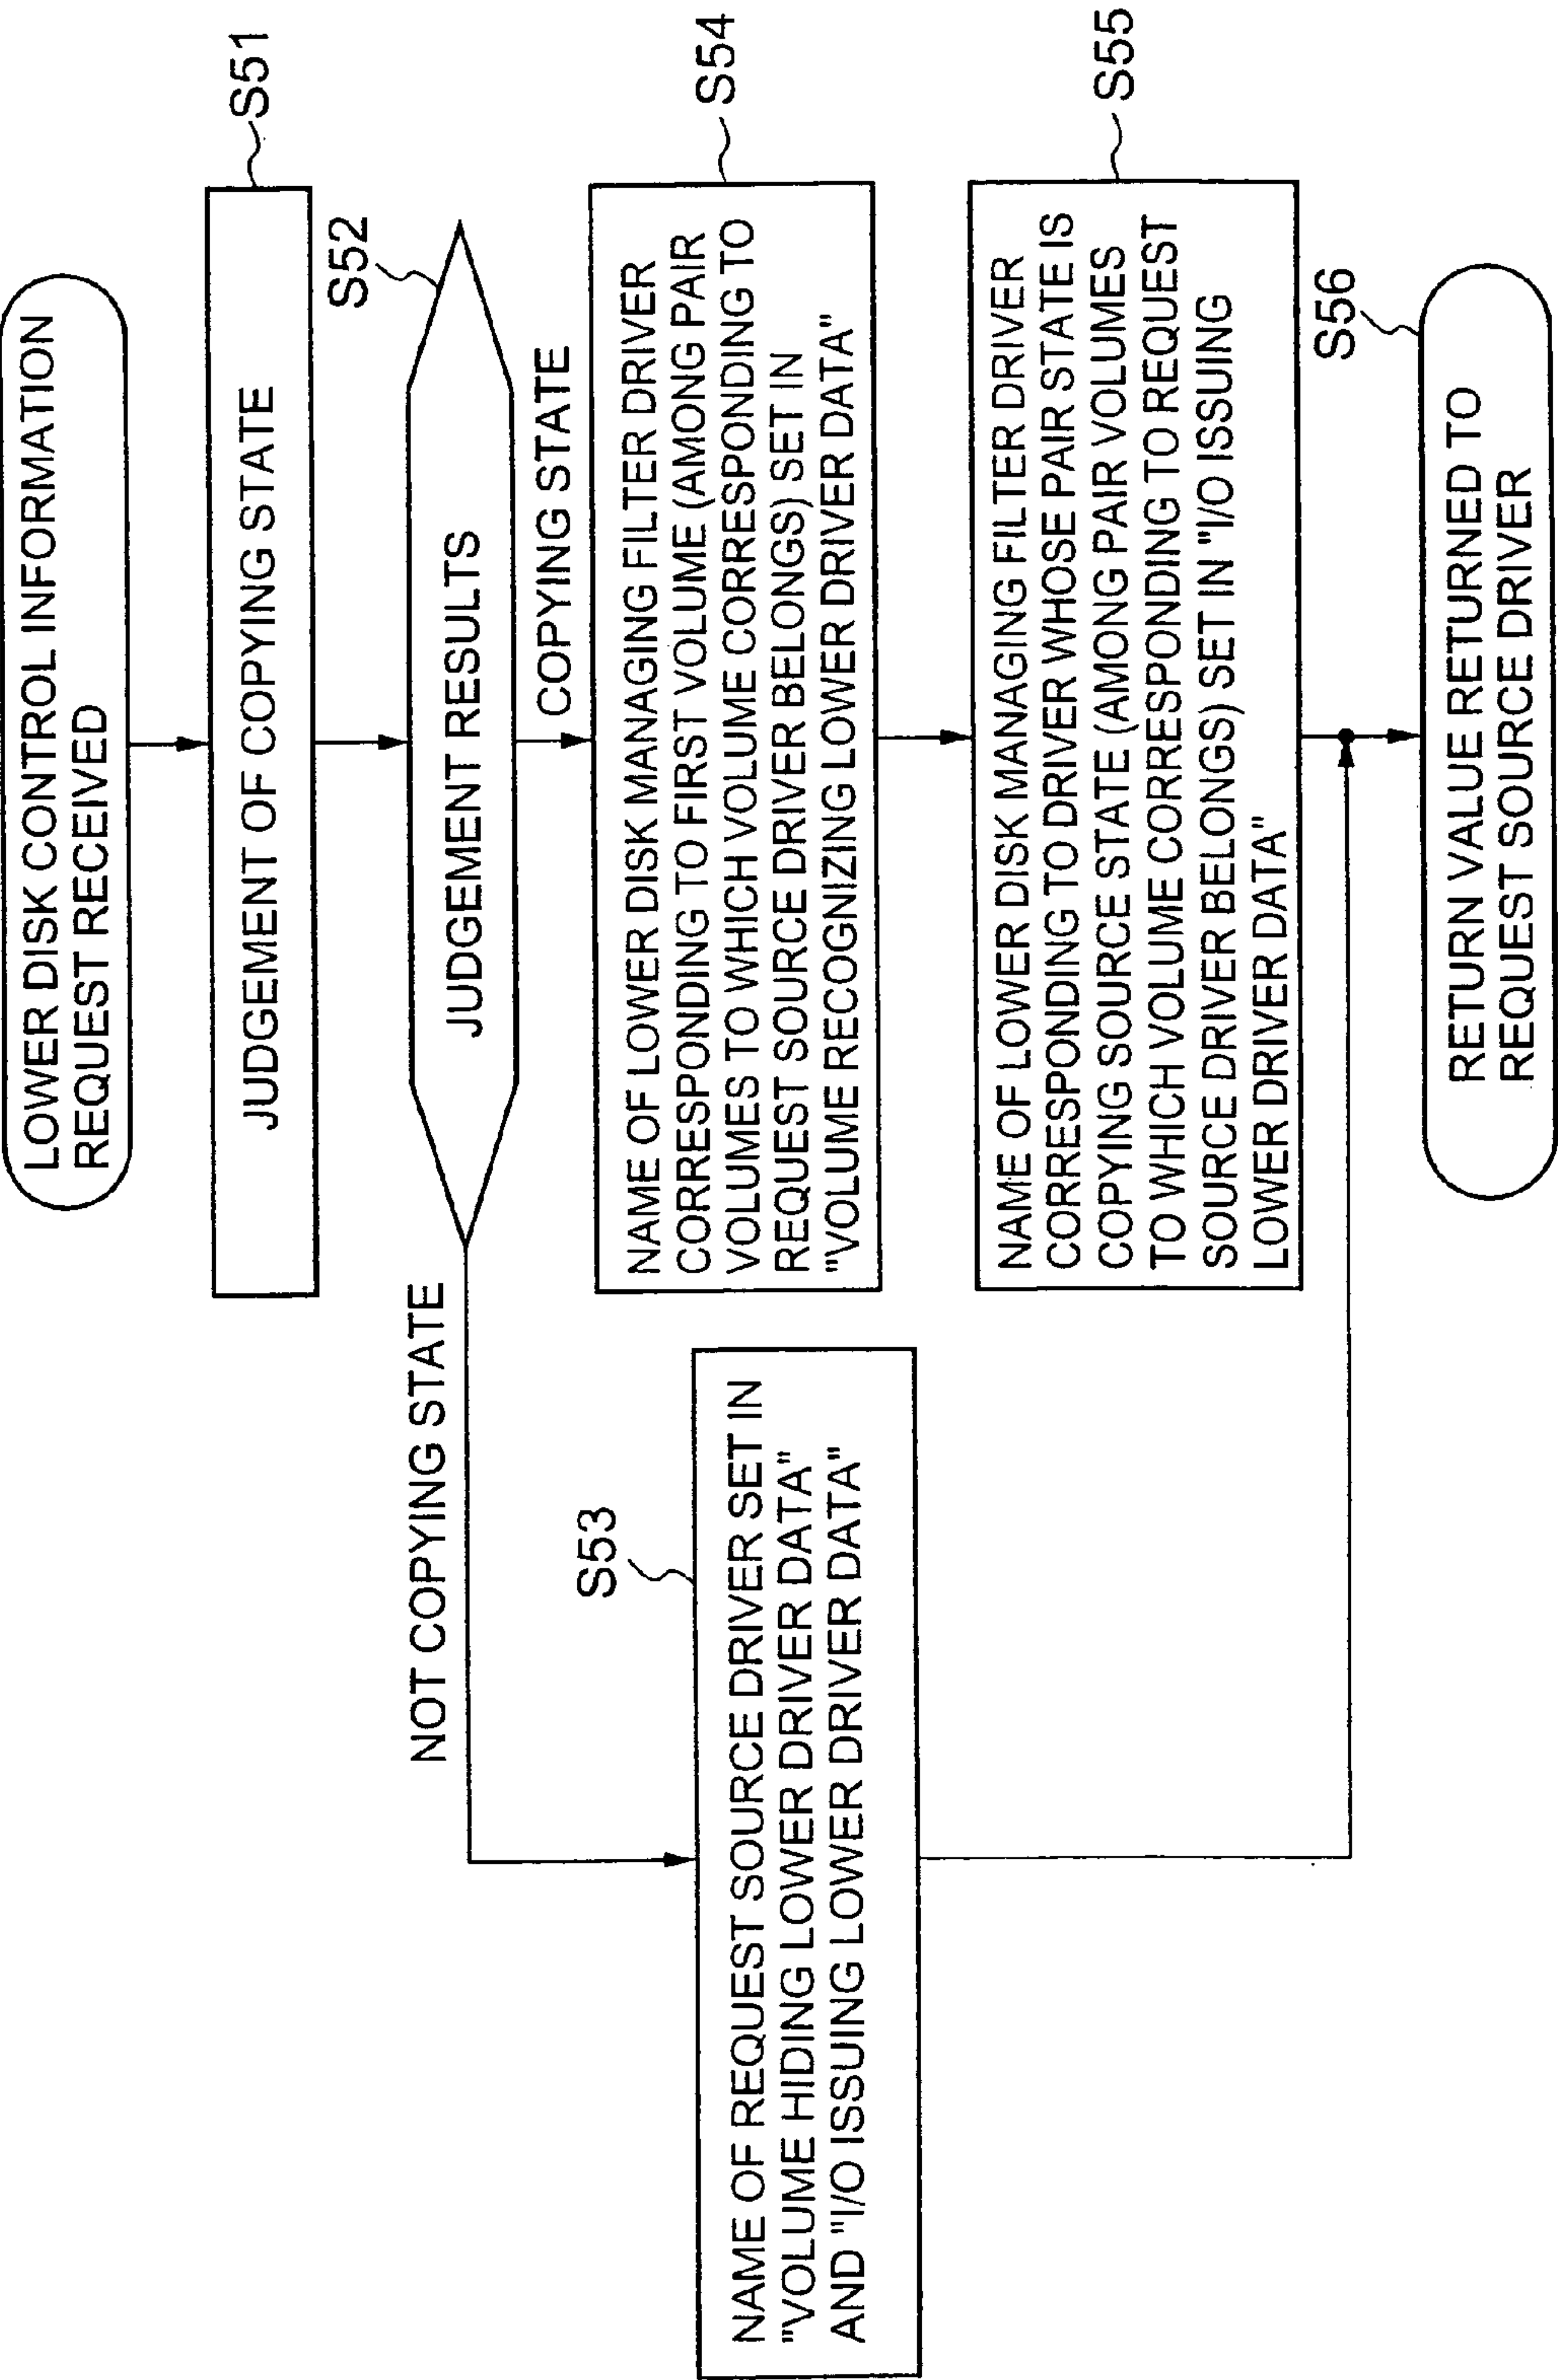 LOWER DISK CONTROL INFORMATION
REQUEST RECEIVED
S51
JUDGEMENT OF COPYING STATE
S52
JUDGEMENT RESULTS
NOT COPYING STATE
COPYING STATE
S53
NAME OF REQUEST SOURCE DRIVER SET IN
"VOLUME HIDING LOWER DRIVER DATA"
AND "I/O ISSUING LOWER DRIVER DATA"
S54
NAME OF LOWER DISK MANAGING FILTER DRIVER
CORRESPONDING TO FIRST VOLUME (AMONG PAIR
VOLUMES TO WHICH VOLUME CORRESPONDING TO
REQUEST SOURCE DRIVER BELONGS) SET IN
"VOLUME RECOGNIZING LOWER DRIVER DATA"
S55
NAME OF LOWER DISK MANAGING FILTER DRIVER
CORRESPONDING TO DRIVER WHOSE PAIR STATE IS
COPYING SOURCE STATE (AMONG PAIR VOLUMES
TO WHICH VOLUME CORRESPONDING TO REQUEST
SOURCE DRIVER BELONGS) SET IN "I/O ISSUING
LOWER DRIVER DATA"
S56
RETURN VALUE RETURNED TO
REQUEST SOURCE DRIVER